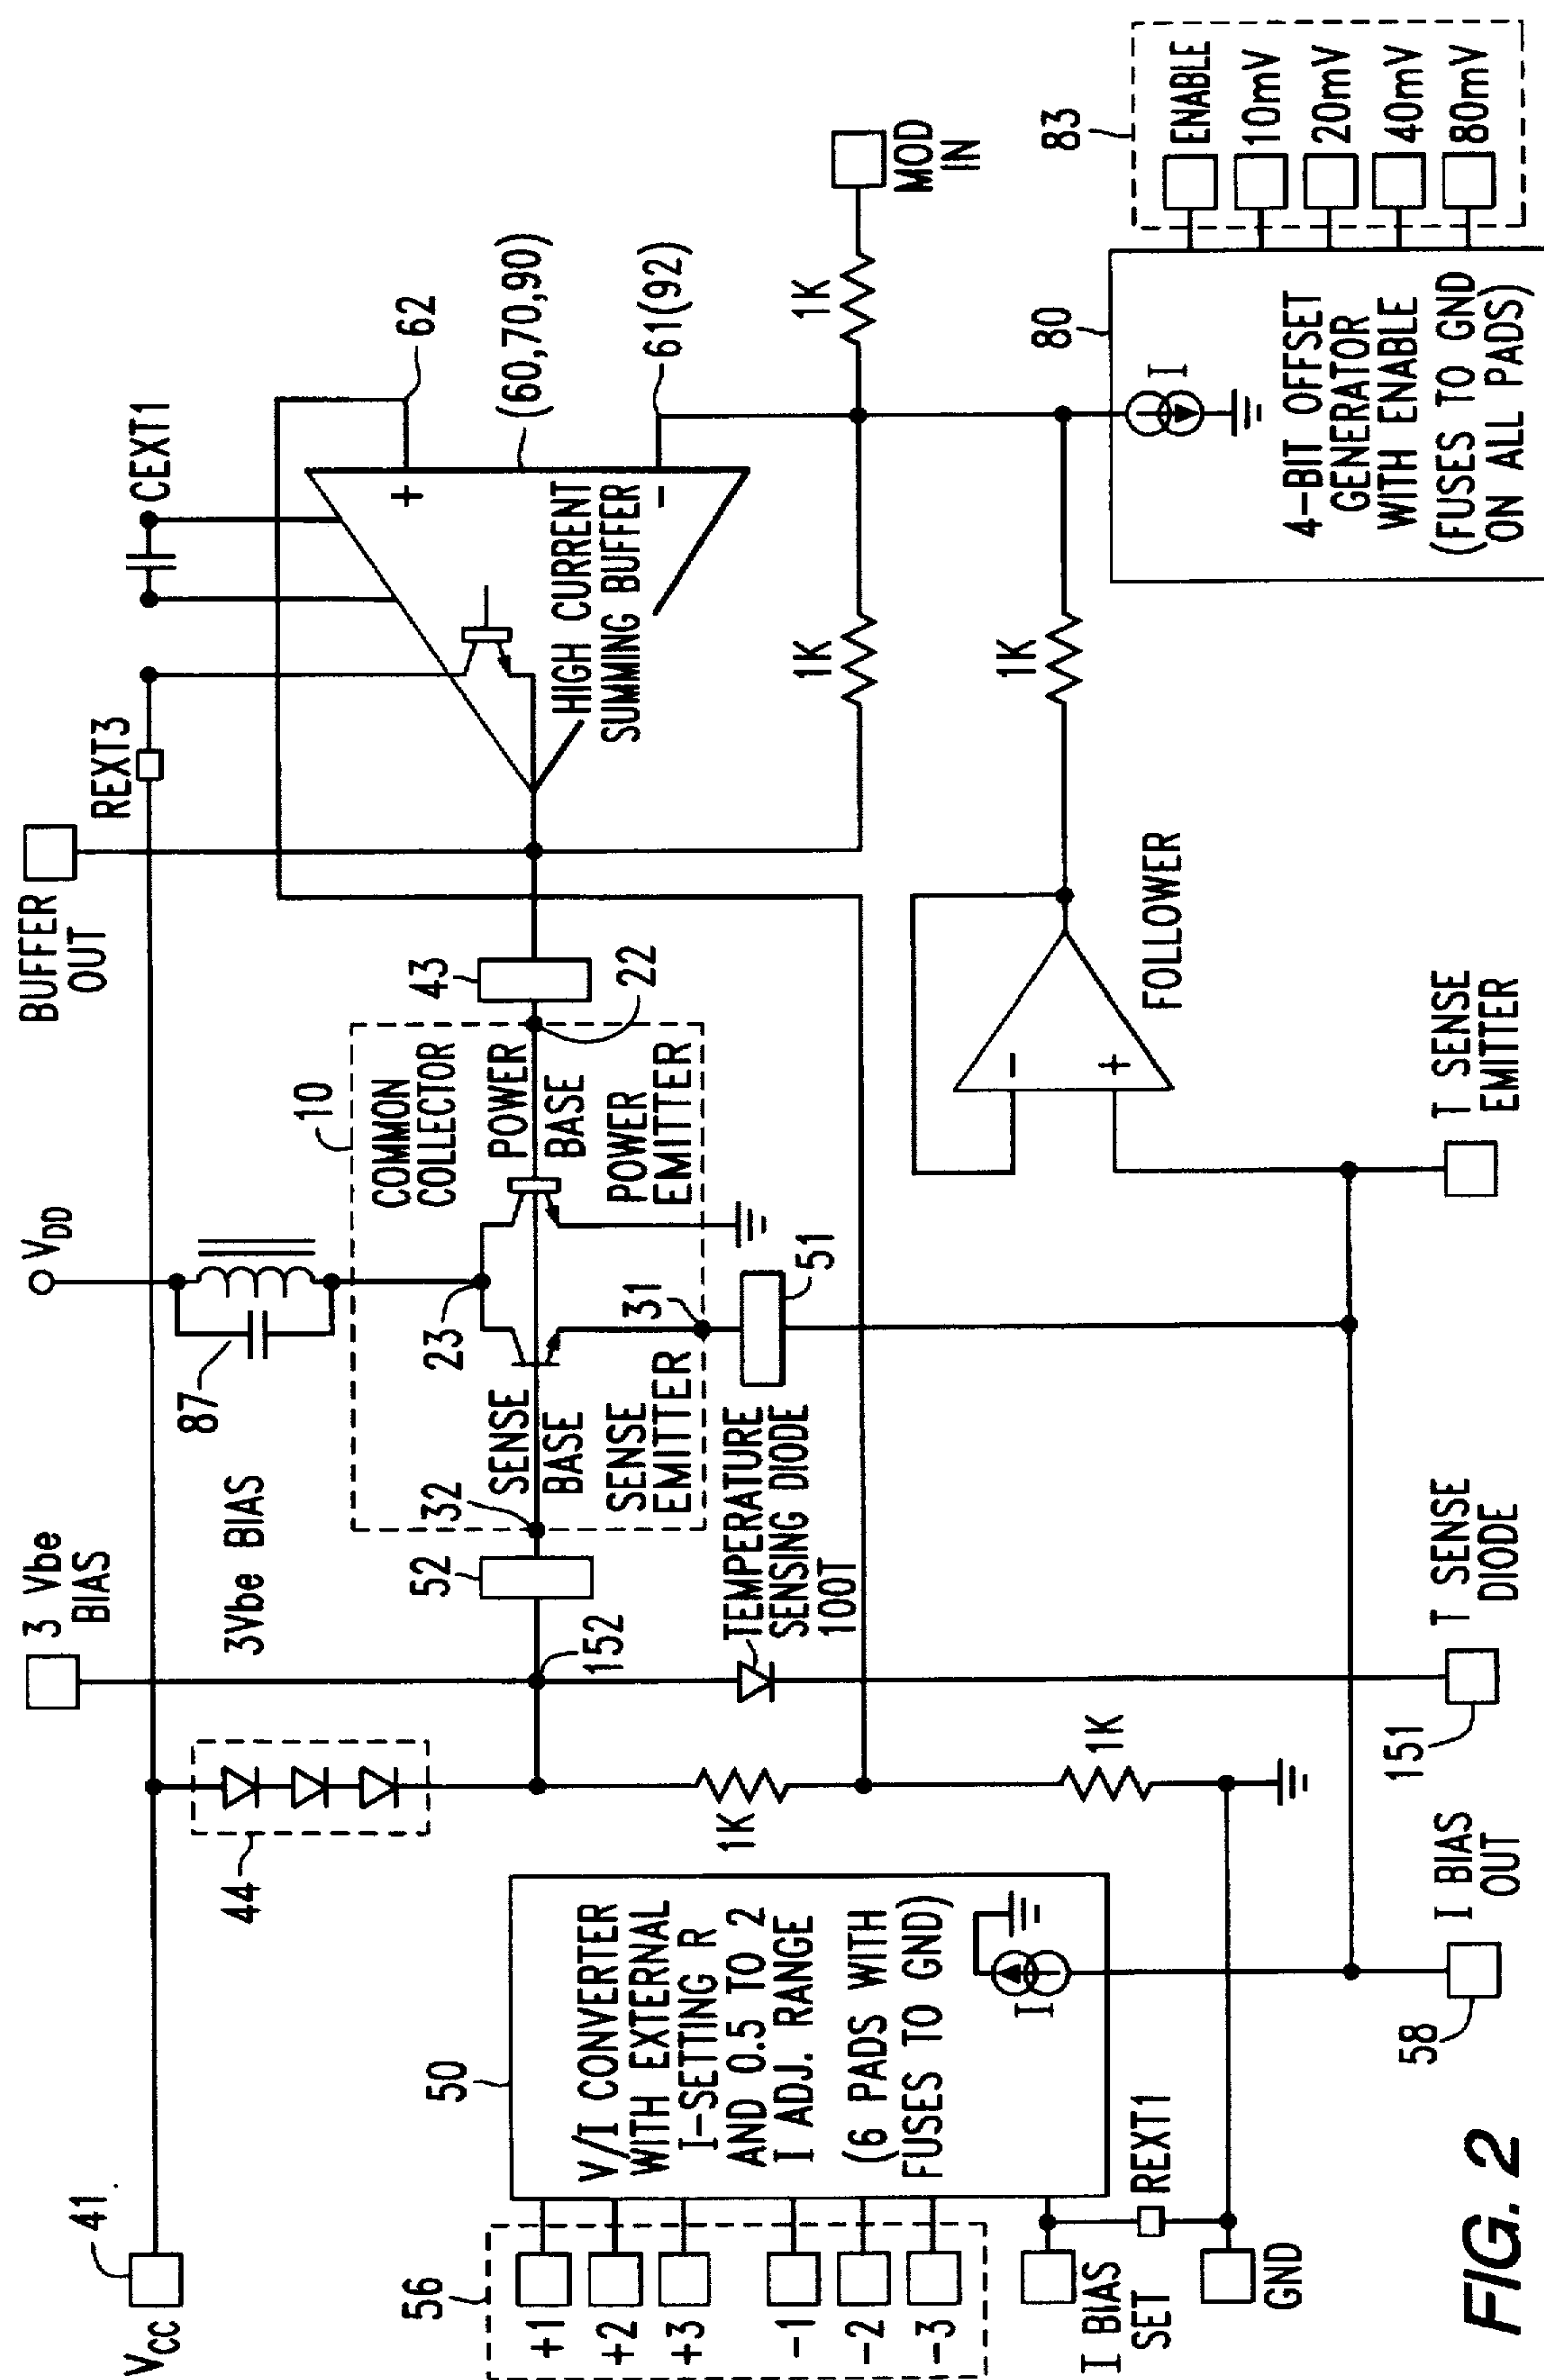 VCC
41
44
3 Vbe
BIAS
3Vbe BIAS
87
VDD
BUFFER
OUT
REXT3
CEXT1
62
(60,70,90)
61(92)
+
−
HIGH CURRENT
SUMMING BUFFER
10
COMMON
COLLECTOR
POWER
BASE
POWER
EMITTER
43
22
23
SENSE
BASE
SENSE
EMITTER
31
51
32
52
152
TEMPERATURE
SENSING DIODE
100T
1K
1K
1K
1K
1K
MOD
IN
FOLLOWER
−
+
56
+1
+2
+3
−1
−2
−3
50
V/I CONVERTER
WITH EXTERNAL
I-SETTING R
AND 0.5 TO 2
I ADJ. RANGE
(6 PADS WITH
FUSES TO GND)
I
I BIAS
SET
REXT1
GND
58
I BIAS
OUT
151
T SENSE
DIODE
T SENSE
EMITTER
80
I
4-BIT OFFSET
GENERATOR
WITH ENABLE
(FUSES TO GND
ON ALL PADS)
83
ENABLE
10mV
20mV
40mV
80mV
FIG. 2